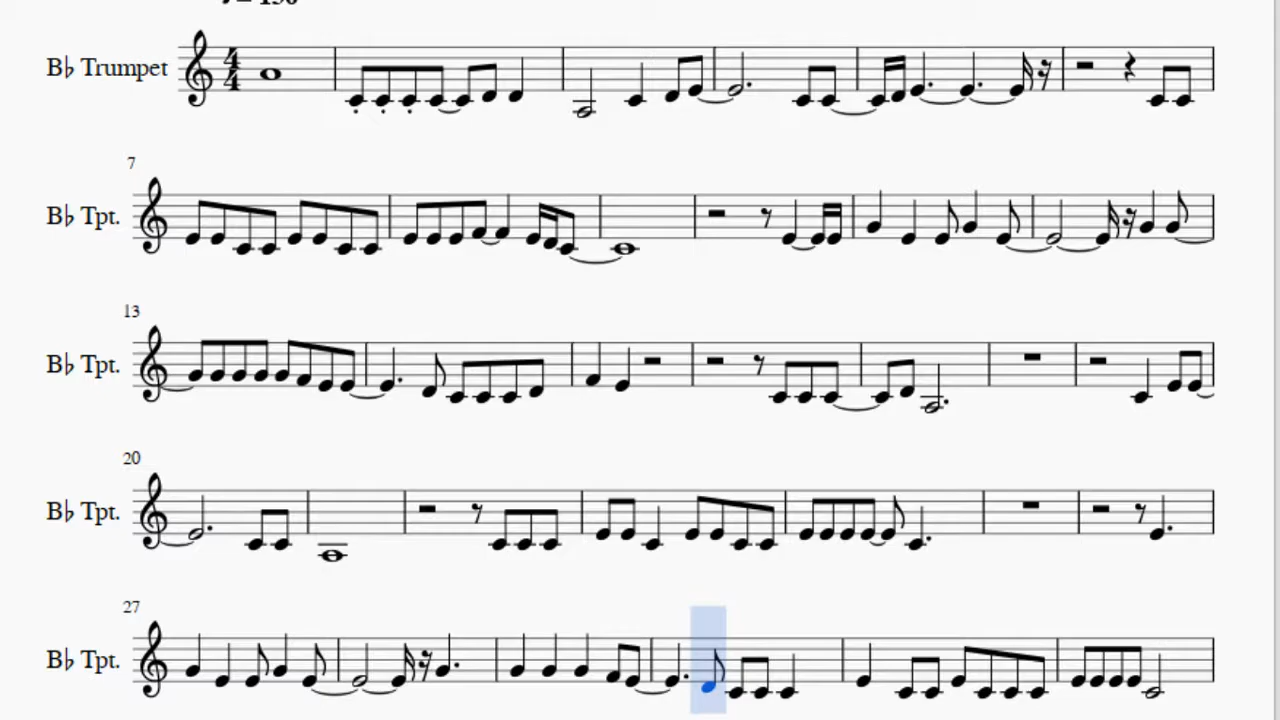 B♭ Trumpet
4
4
7
B♭ Tpt.
13
B♭ Tpt.
20
B♭ Tpt.
27
B♭ Tpt.